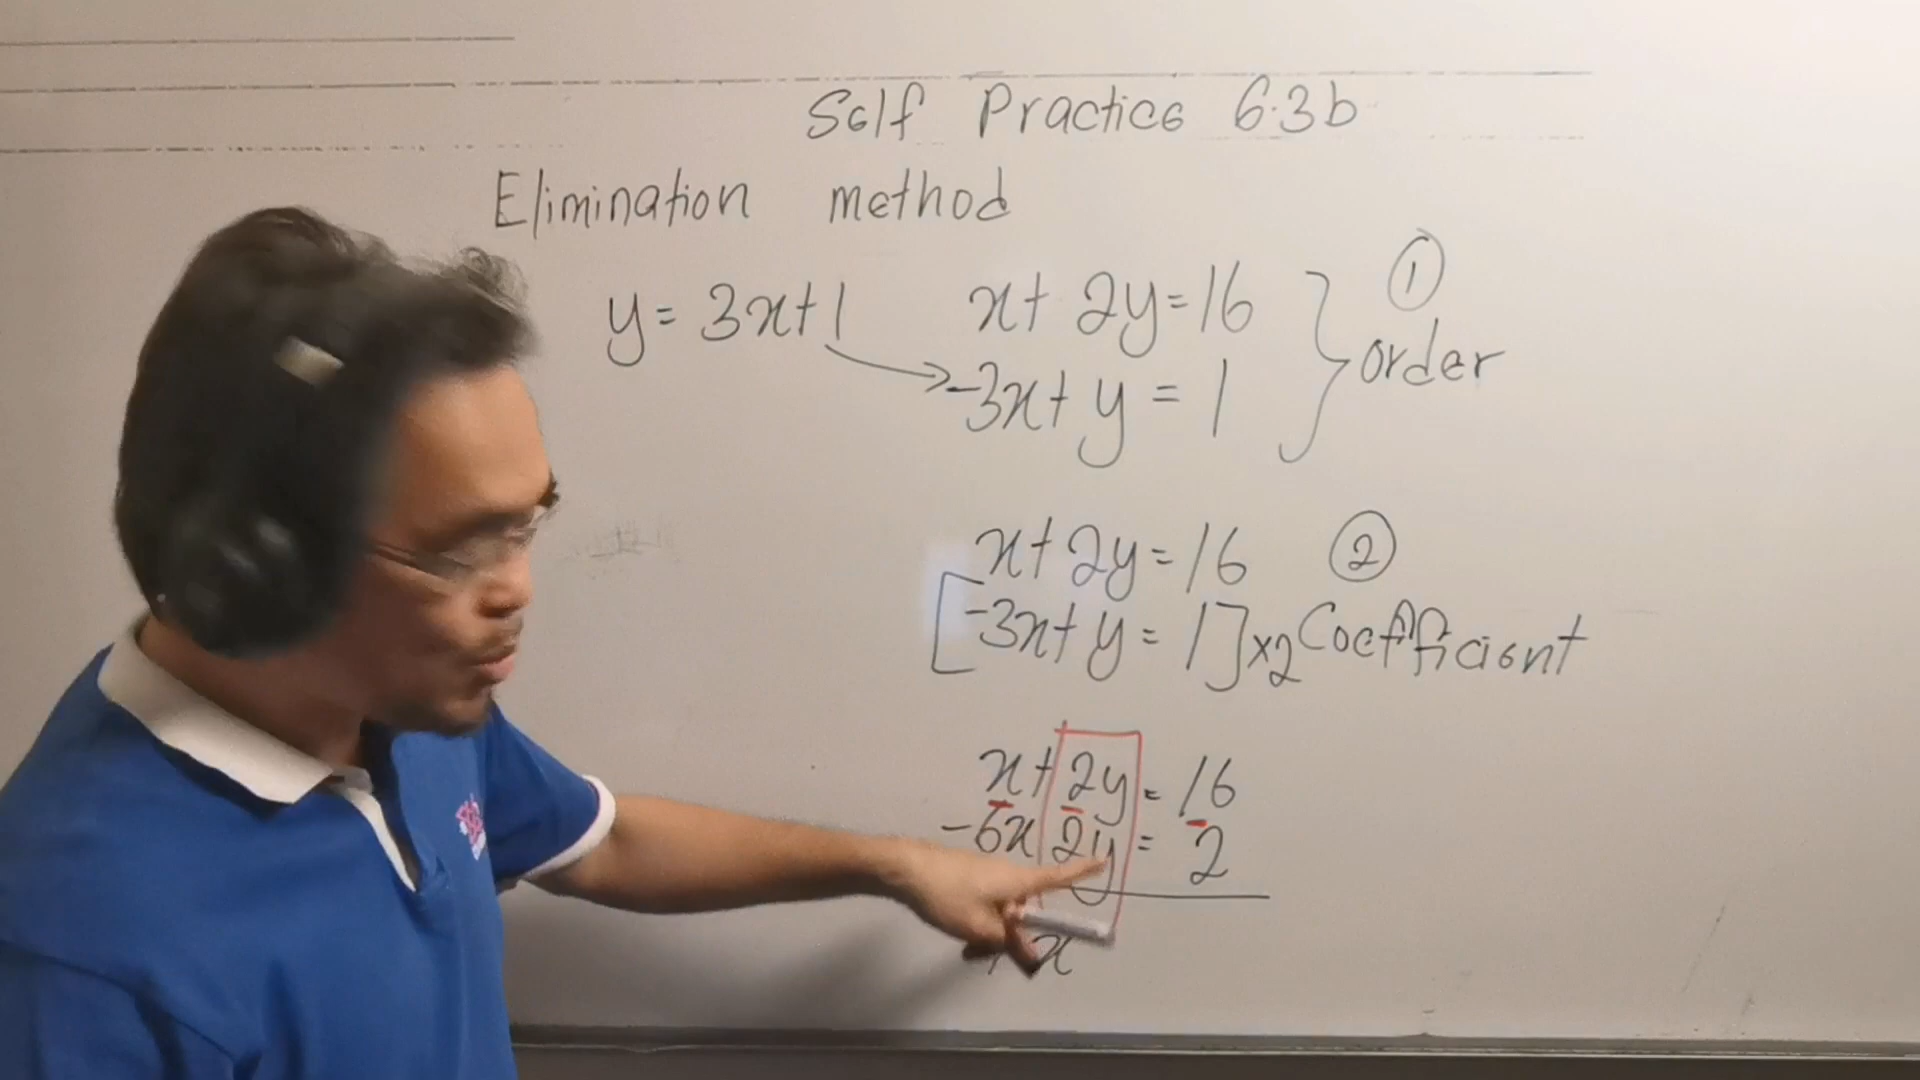 Self Practice 6.3b
Elimination method
y = 3x+1
x + 2y = 16
-3x + y = 1
①
order
x + 2y = 16 ②
[-3x + y = 1] x2 Coefficient
x + 2y = 16
-6x 2y = 2
x